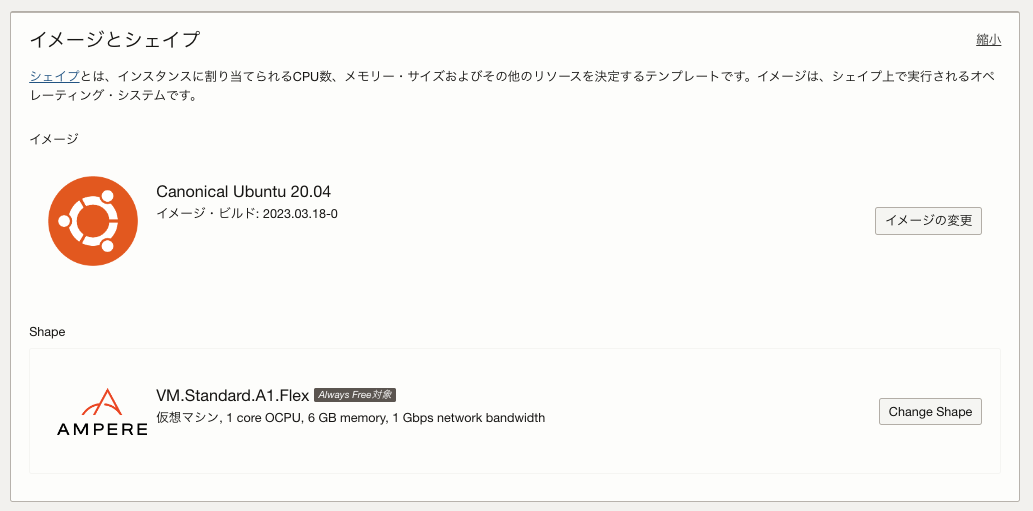 イメージとシェイプ
縮小
シェイプとは、インスタンスに割り当てられるCPU数、メモリー・サイズおよびその他のリソースを決定するテンプレートです。イメージは、シェイプ上で実行されるオペ
レーティング・システムです。
イメージ
Canonical Ubuntu 20.04
イメージ・ビルド: 2023.03.18-0
イメージの変更
Shape
AMPERE
VM.Standard.A1.Flex Always Free対象
仮想マシン, 1 core OCPU, 6 GB memory, 1 Gbps network bandwidth
Change Shape